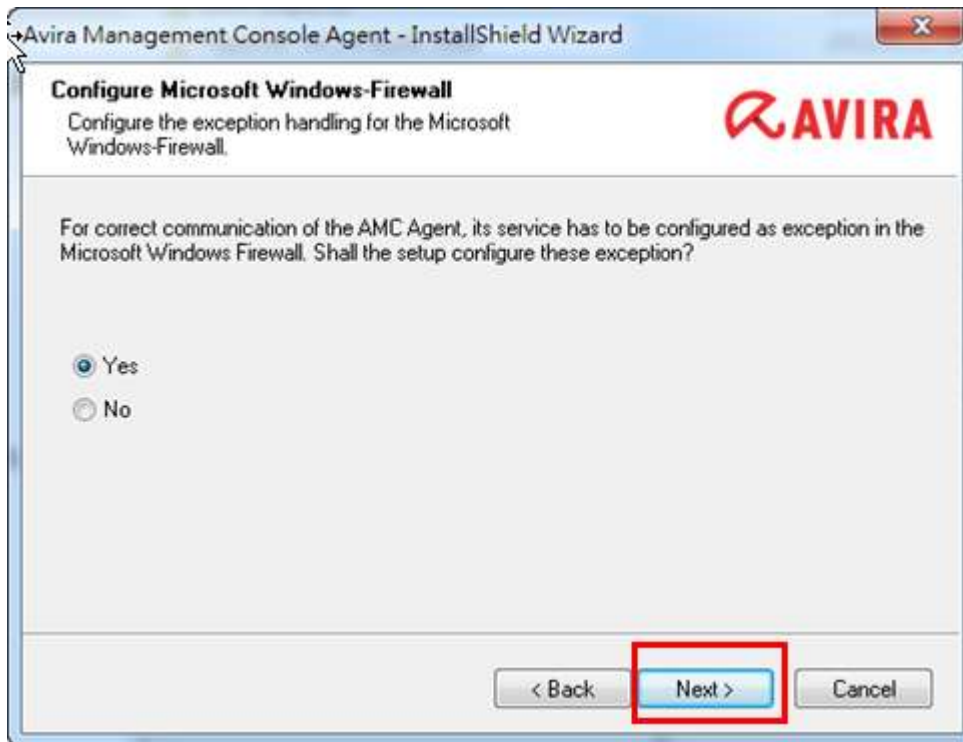 Avira Management Console Agent - InstallShield Wizard
Configure Microsoft Windows-Firewall
Configure the exception handling for the Microsoft
Windows-Firewall.
AVIRA
For correct communication of the AMC Agent, its service has to be configured as exception in the
Microsoft Windows Firewall. Shall the setup configure these exception?
Yes
No
< Back
Next >
Cancel